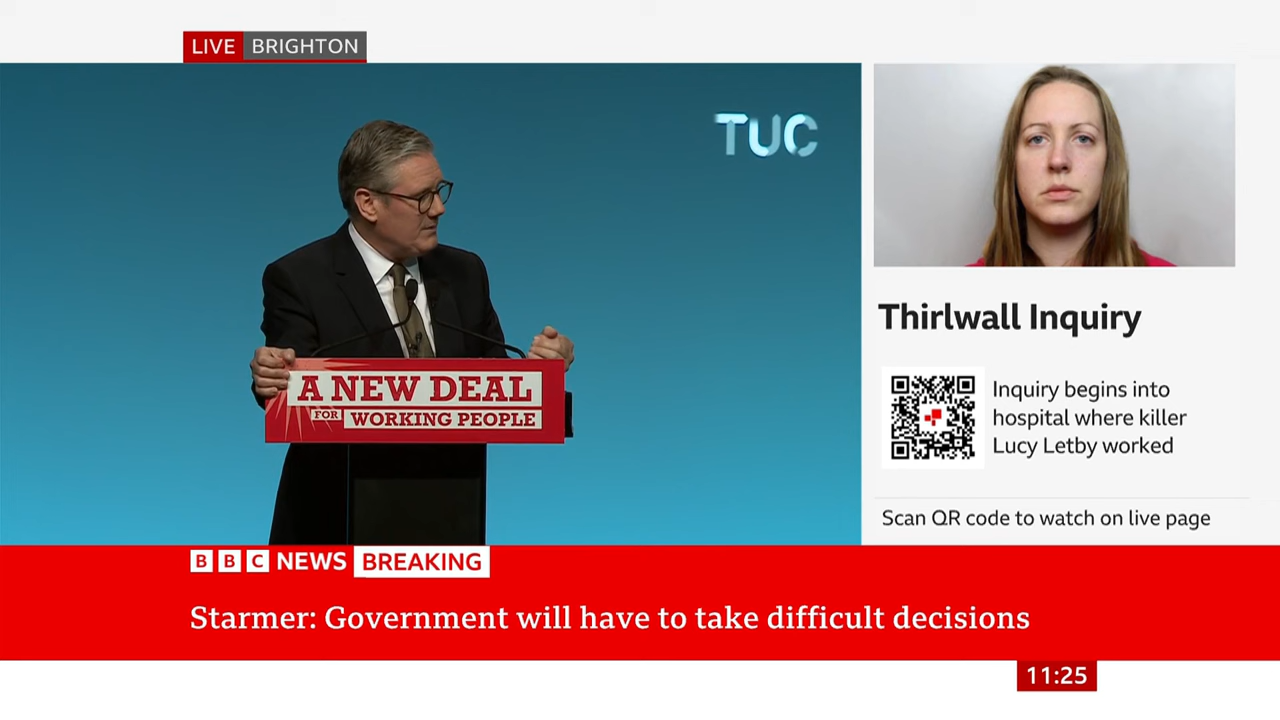 LIVE BRIGHTON
TUC
A NEW DEAL
FOR WORKING PEOPLE
Thirlwall Inquiry
Inquiry begins into
hospital where killer
Lucy Letby worked
Scan QR code to watch on live page
BBC NEWS BREAKING
Starmer: Government will have to take difficult decisions
11:25